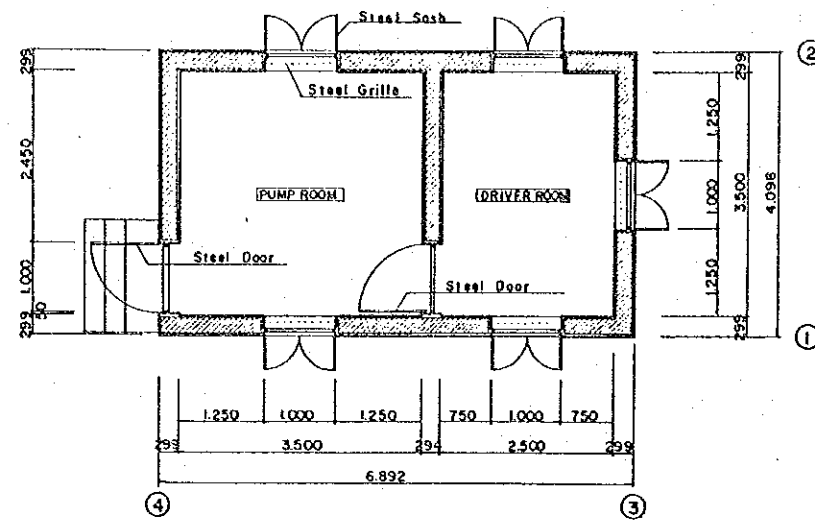 Steel Sash
2
299
299
Steel Grille
1.250
2.450
PUMP ROOM
DRIVER ROOM
1.000
3.500
4.098
Steel Door
Steel Door
1.000
1.250
50
299
299
1
1.250 1.000 1.250 750 1.000 750
299 3.500 294 2.500 299
6.892
4 3